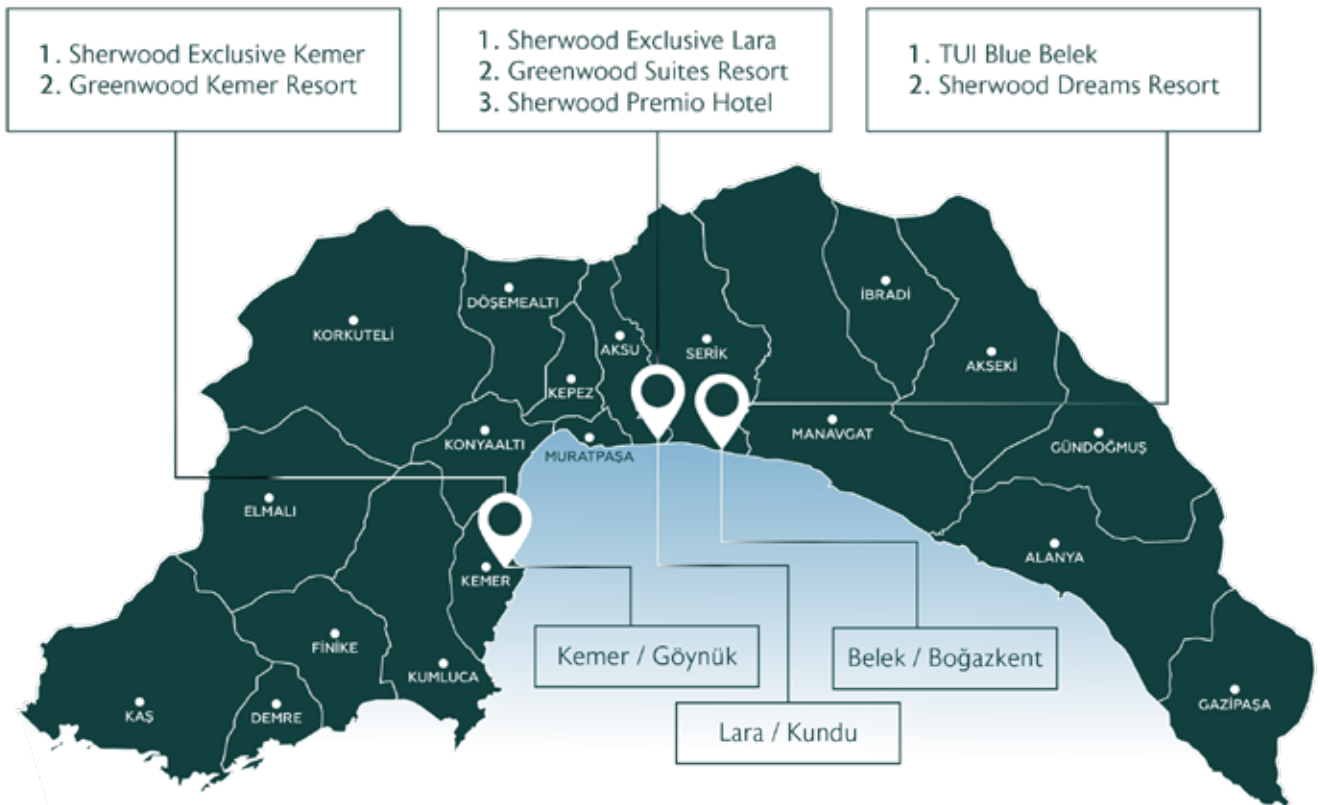 1. Sherwood Exclusive Kemer
2. Greenwood Kemer Resort
1. Sherwood Exclusive Lara
2. Greenwood Suites Resort
3. Sherwood Premio Hotel
1. TUI Blue Belek
2. Sherwood Dreams Resort
DÖŞEMEALTI
KORKUTELİ
AKSU
SERİK
İBRADİ
AKSEKİ
KEPEZ
KONYAALTI
MURATPAŞA
MANAVGAT
GÜNDOĞMUŞ
ELMALI
KEMER
ALANYA
FİNİKE
KUMLUCA
KAŞ
DEMRE
GAZİPAŞA
Kemer / Göynük
Belek / Boğazkent
Lara / Kundu